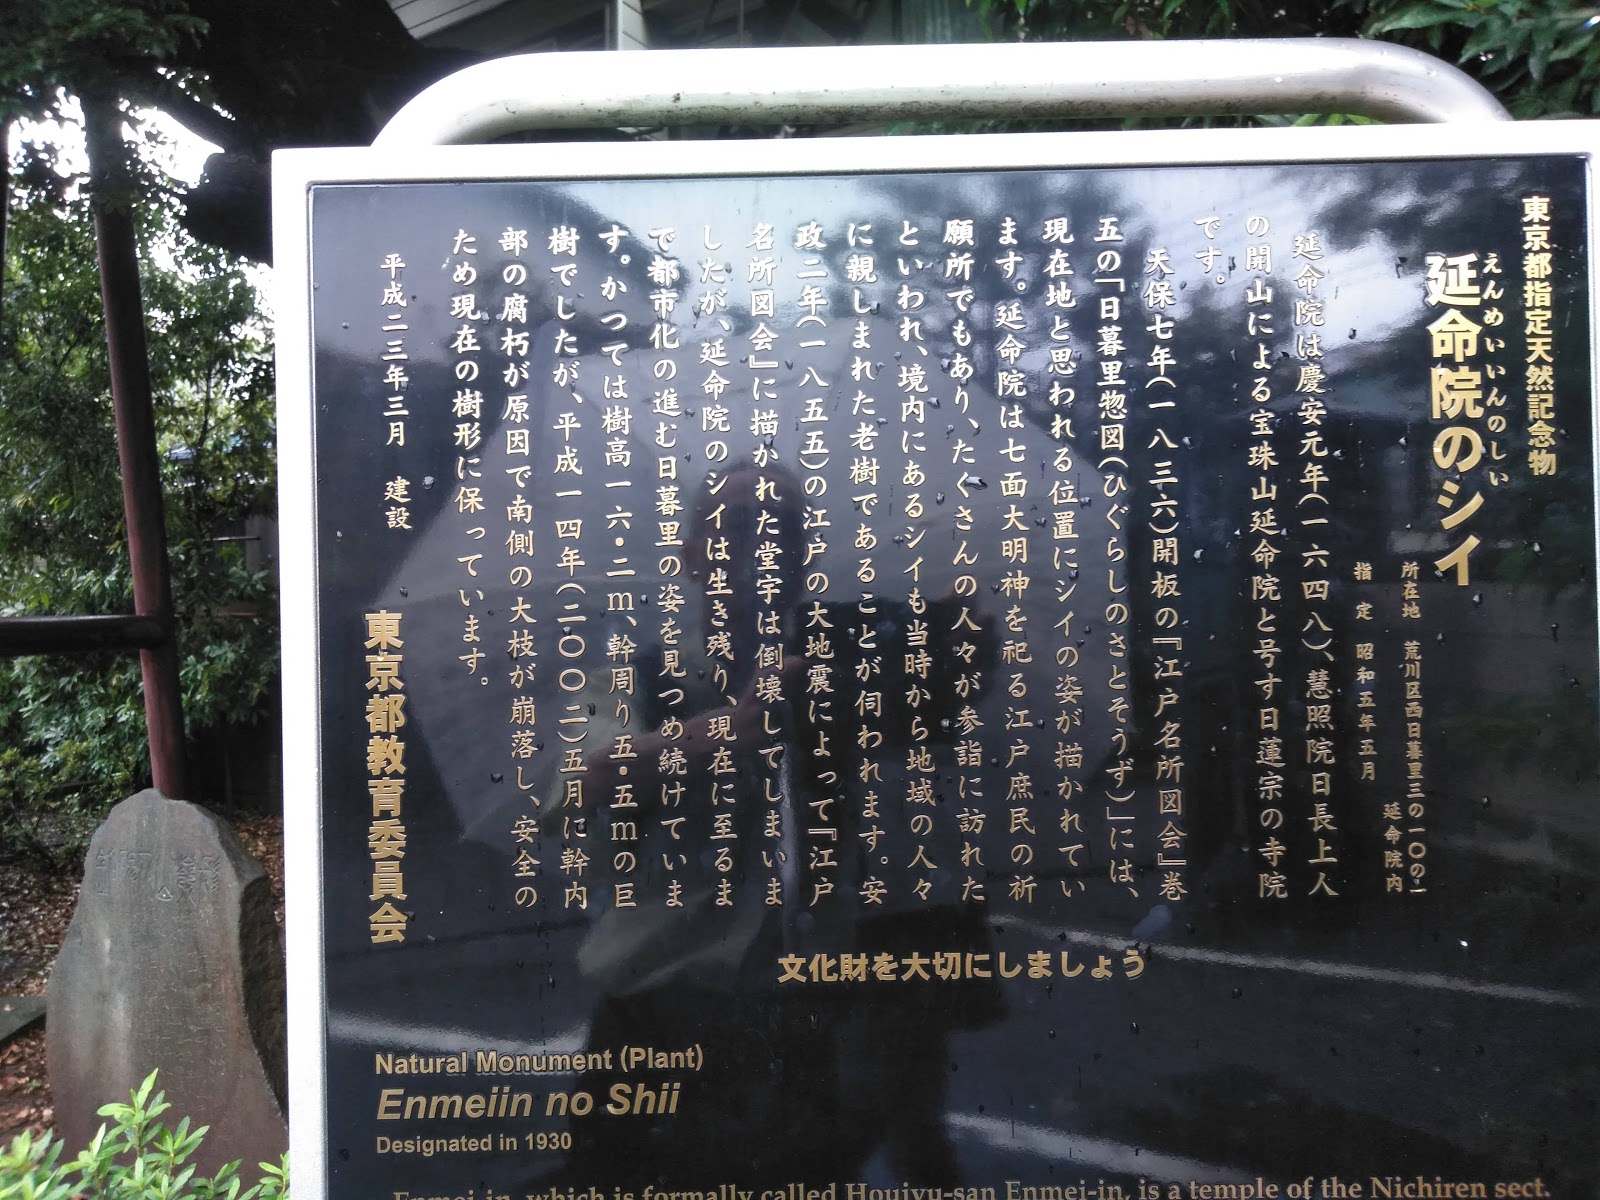 東京都指定天然記念物
えんめいいんのしい
延命院のシイ
所在地 荒川区西日暮里三の一〇の一
延命院内
指定 昭和五年五月
延命院は慶安元年(一六四八)、慧照院日長上人
の開山による宝珠山延命院と号す日蓮宗の寺院
です。
天保七年(一八三六)開板の『江戸名所図会』巻
五の「日暮里惣図(ひぐらしのさとそうず)」には、
現在地と思われる位置にシイの姿が描かれてい
ます。延命院は七面大明神を祀る江戸庶民の祈
願所でもあり、たくさんの人々が参詣に訪れた
といわれ、境内にあるシイも当時から地域の人々
に親しまれた老樹であることが伺われます。安
政二年(一八五五)の江戸の大地震によって『江戸
名所図会』に描かれた堂宇は倒壊してしまいま
したが、延命院のシイは生き残り、現在に至るま
で都市化の進む日暮里の姿を見つめ続けていま
す。かつては樹高一六・二m、幹周り五・五mの巨
樹でしたが、平成一四年(二〇〇二)五月に幹内
部の腐朽が原因で南側の大枝が崩落し、安全の
ため現在の樹形に保っています。
平成二三年三月 建設
東京都教育委員会
文化財を大切にしましょう
Natural Monument (Plant)
Enmeiin no Shii
Designated in 1930
Enmei-in, which is formally called Houjyu-san Enmei-in, is a temple of the Nichiren sect.